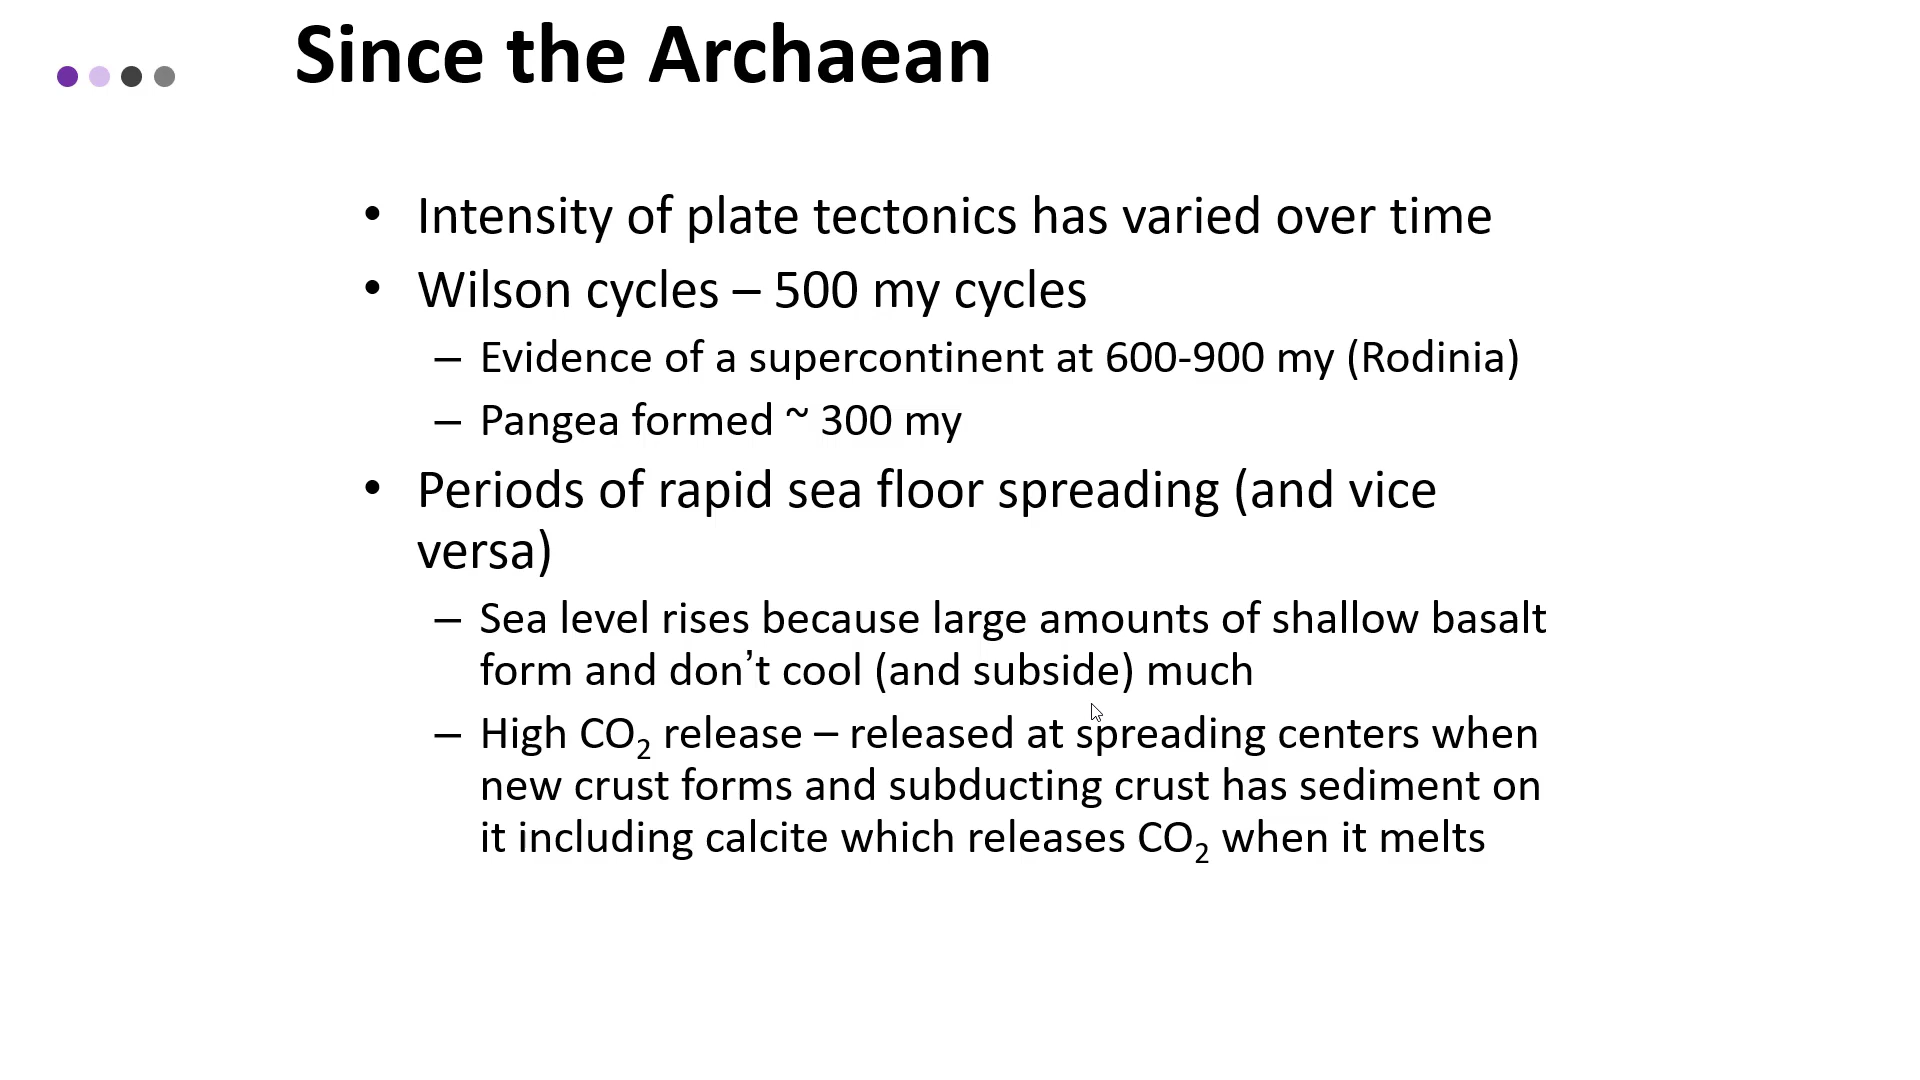 Since the Archaean
• Intensity of plate tectonics has varied over time
• Wilson cycles – 500 my cycles
– Evidence of a supercontinent at 600-900 my (Rodinia)
– Pangea formed ~ 300 my
• Periods of rapid sea floor spreading (and vice
versa)
– Sea level rises because large amounts of shallow basalt
form and don’t cool (and subside) much
– High CO₂ release – released at spreading centers when
new crust forms and subducting crust has sediment on
it including calcite which releases CO₂ when it melts